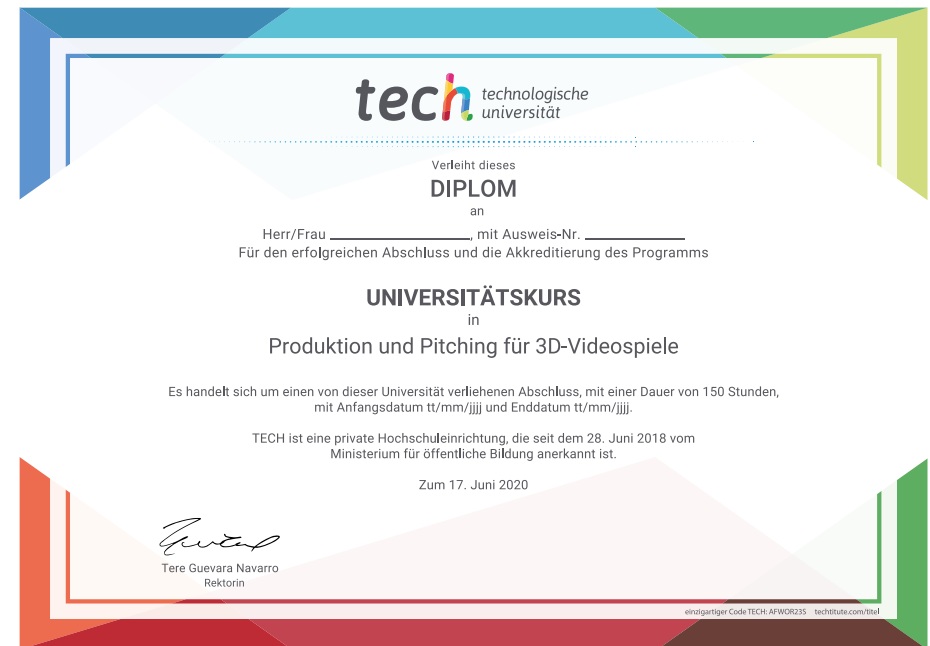 tech technologische
universität
Verleiht dieses
DIPLOM
an
Herr/Frau ________________, mit Ausweis-Nr. ____________
Für den erfolgreichen Abschluss und die Akkreditierung des Programms
UNIVERSITÄTSKURS
in
Produktion und Pitching für 3D-Videospiele
Es handelt sich um einen von dieser Universität verliehenen Abschluss, mit einer Dauer von 150 Stunden,
mit Anfangsdatum tt/mm/jjjj und Enddatum tt/mm/jjjj.
TECH ist eine private Hochschuleinrichtung, die seit dem 28. Juni 2018 vom
Ministerium für öffentliche Bildung anerkannt ist.
Zum 17. Juni 2020
Tere Guevara Navarro
Rektorin
einzigartiger Code TECH: AFWOR23S techtitute.com/titel